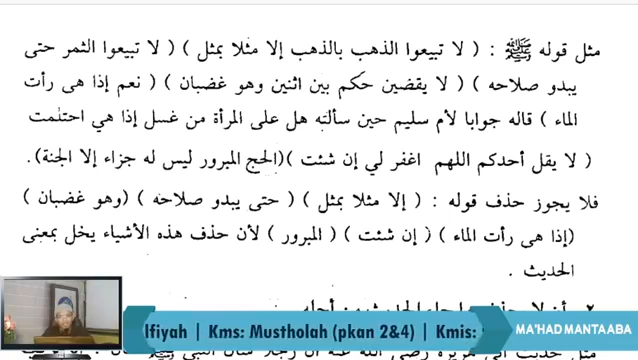 مثل قوله ﷺ : ( لا تبيعوا الذهب بالذهب إلا مثلا بمثل ) ( لا تبيعوا الثمر حتى
يبدو صلاحه ) ( لا يقضين حكم بين اثنين وهو غضبان ) ( نعم إذا هى رأت
الماء ) قاله جوابا لأم سليم حين سألته هل على المرأة من غسل إذا هي احتلمت
( لا يقل أحدكم اللهم اغفر لي إن شئت )(الحج المبرور ليس له جزاء إلا الجنة).
فلا يجوز حذف قوله : ( إلا مثلا بمثل ) ( حتى يبدو صلاحه ) (وهو غضبان )
(إذا هى رأت الماء ) ( إن شئت ) ( المبرور ) لأن حذف هذه الأشياء يخل بمعنى
الحديث .
lfiyah | Kms: Mustholah (pkan 2&4) | Kmis:
MA'HAD MANTAABA